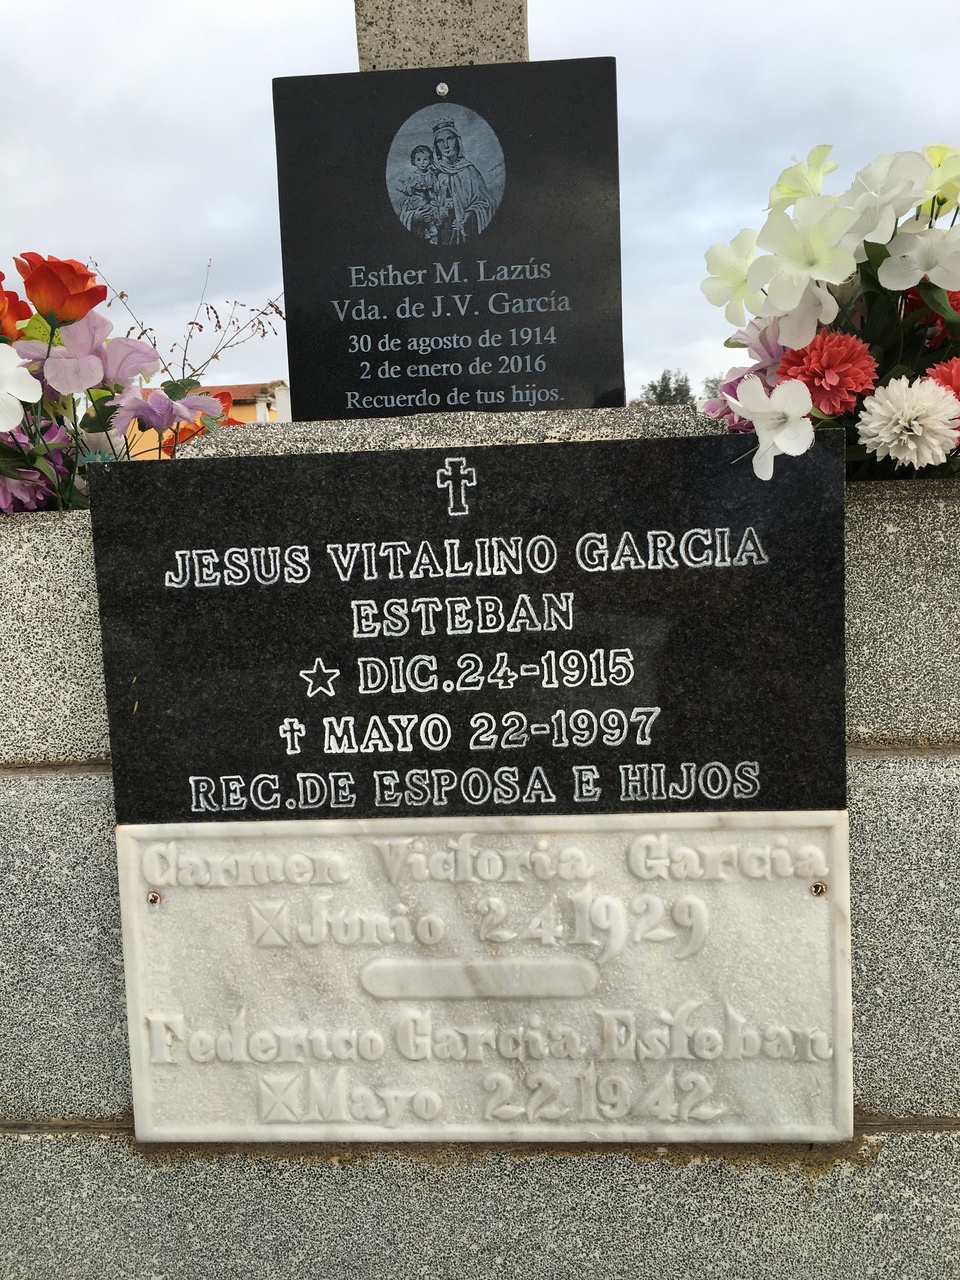 Esther M. Lazús
Vda. de J.V. García
30 de agosto de 1914
2 de enero de 2016
Recuerdo de tus hijos.
JESUS VITALINO GARCIA
ESTEBAN
DIC.24-1915
MAYO 22-1997
REC.DE ESPOSA E HIJOS
Carmen Victoria Garcia
Junio 24 1929
Federico Garcia Esteban
Mayo 22 1942